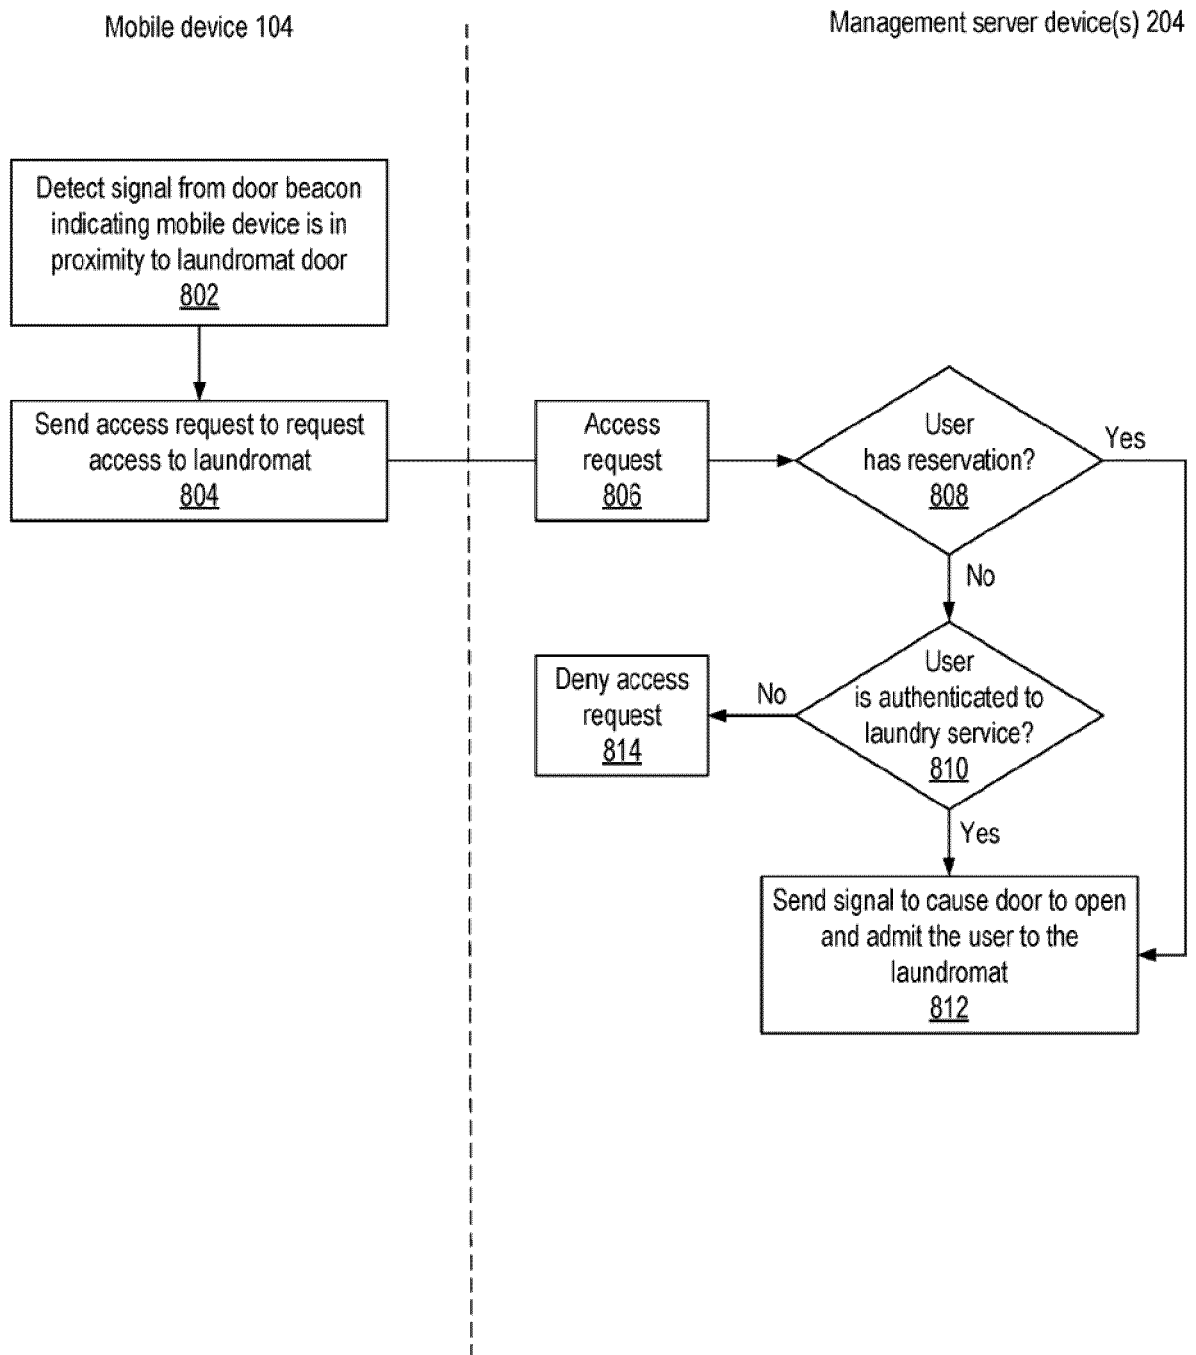 Mobile device 104
Management server device(s) 204
Detect signal from door beacon
indicating mobile device is in
proximity to laundromat door
802
Send access request to request
access to laundromat
804
Access
request
806
User
has reservation?
808
Yes
No
User
is authenticated to
laundry service?
810
No
Deny access
request
814
Yes
Send signal to cause door to open
and admit the user to the
laundromat
812